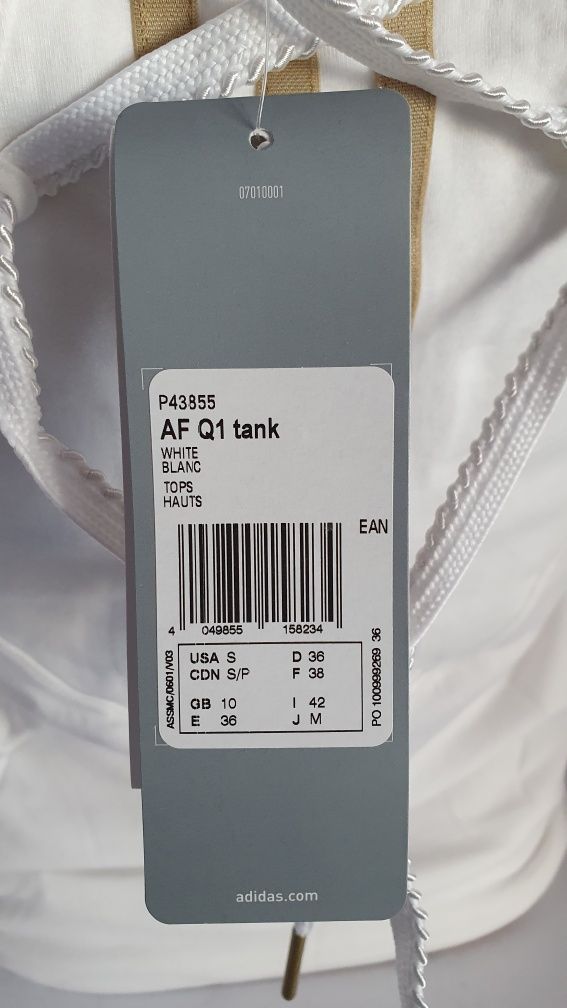 07010001
P43855
AF Q1 tank
WHITE
BLANC
TOPS
HAUTS
EAN
4 049855 158234
USA S D 36
CDN S/P F 38
GB 10 I 42
E 36 J M
ASSMC/0601/V03
PO 100999269 36
adidas.com